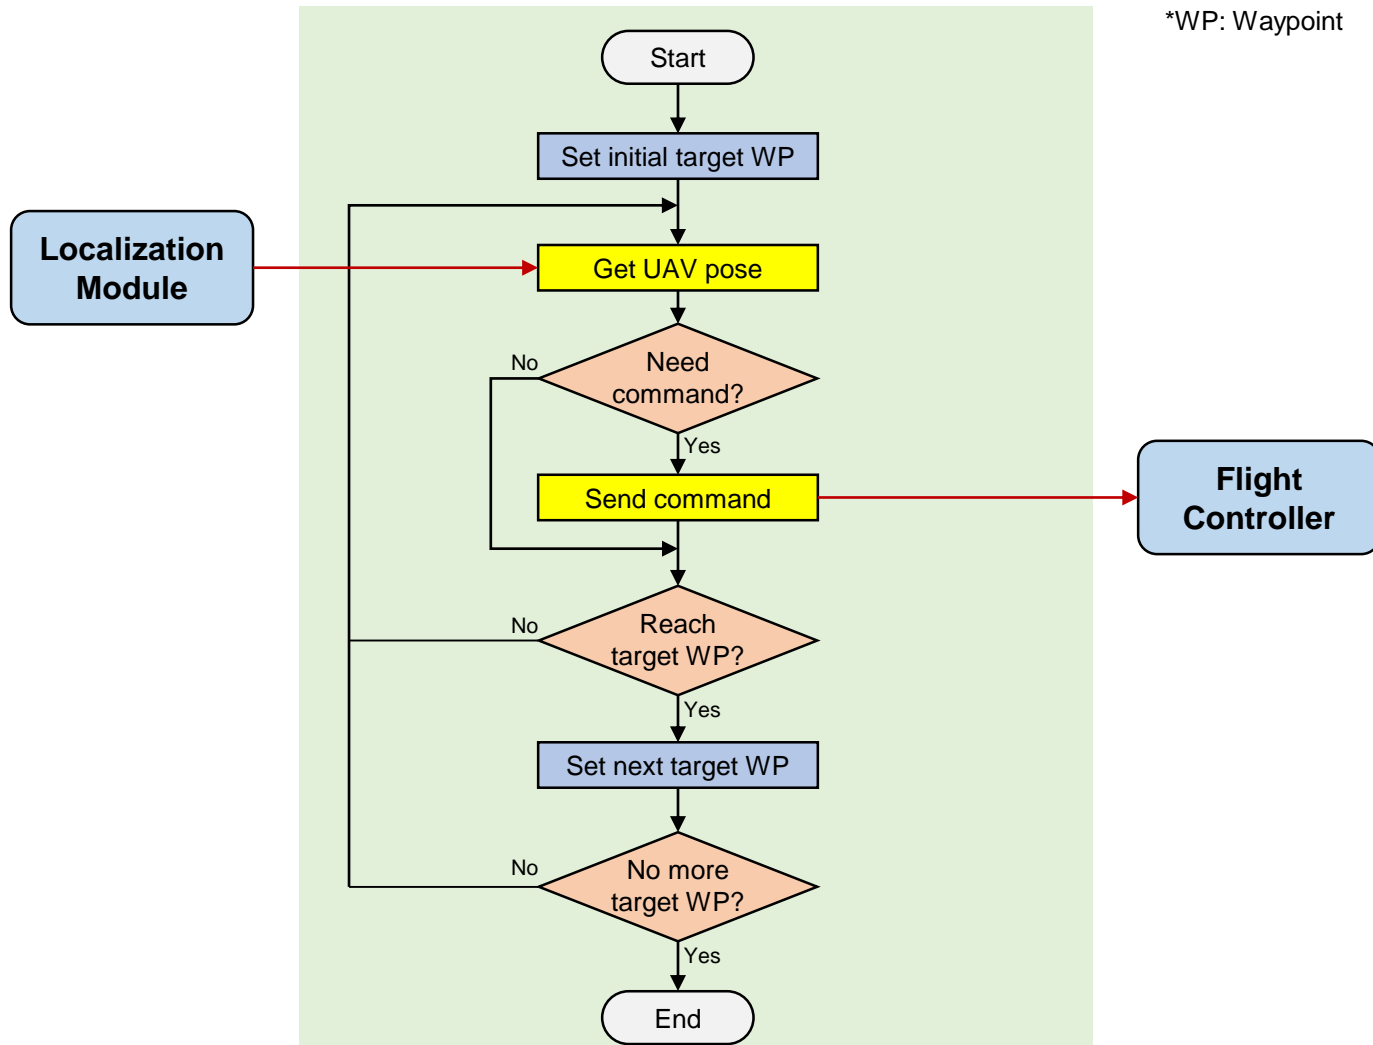 *WP: Waypoint
Start
Set initial target WP
Localization
Module
Get UAV pose
Need
command?
No
Yes
Send command
Flight
Controller
Reach
target WP?
No
Yes
Set next target WP
No more
target WP?
No
Yes
End